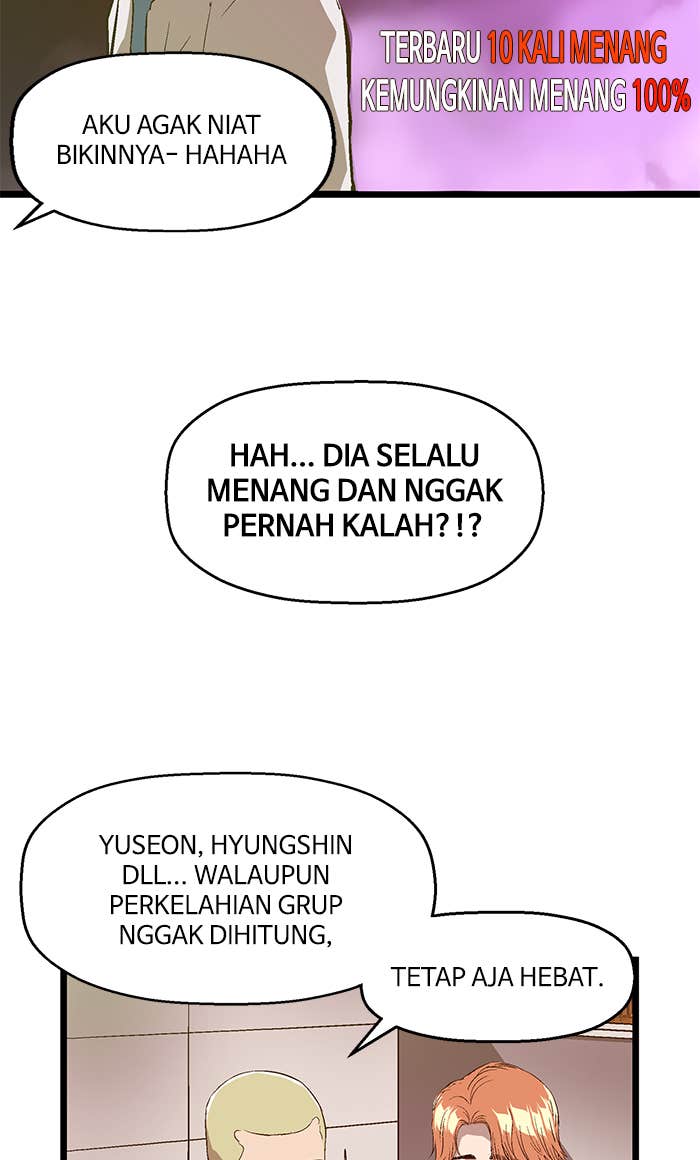 TERBARU 10 KALI MENANG
KEMUNGKINAN MENANG 100%
AKU AGAK NIAT
BIKINNYA- HAHAHA
HAH... DIA SELALU
MENANG DAN NGGAK
PERNAH KALAH?!?
YUSEON, HYUNGSHIN
DLL... WALAUPUN
PERKELAHIAN GRUP
NGGAK DIHITUNG,
TETAP AJA HEBAT.